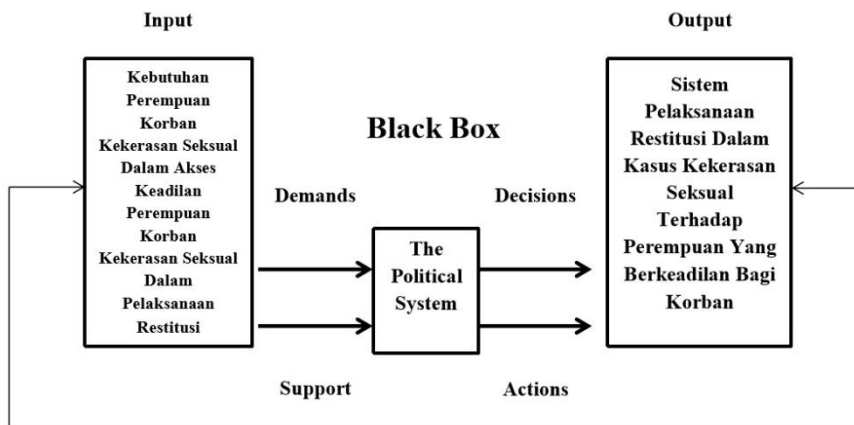 Input
Output
Kebutuhan
Perempuan
Korban
Kekerasan Seksual
Dalam Akses
Keadilan
Perempuan
Korban
Kekerasan Seksual
Dalam
Pelaksanaan
Restitusi
Black Box
Demands
Decisions
The
Political
System
Support
Actions
Sistem
Pelaksanaan
Restitusi Dalam
Kasus Kekerasan
Seksual
Terhadap
Perempuan Yang
Berkeadilan Bagi
Korban